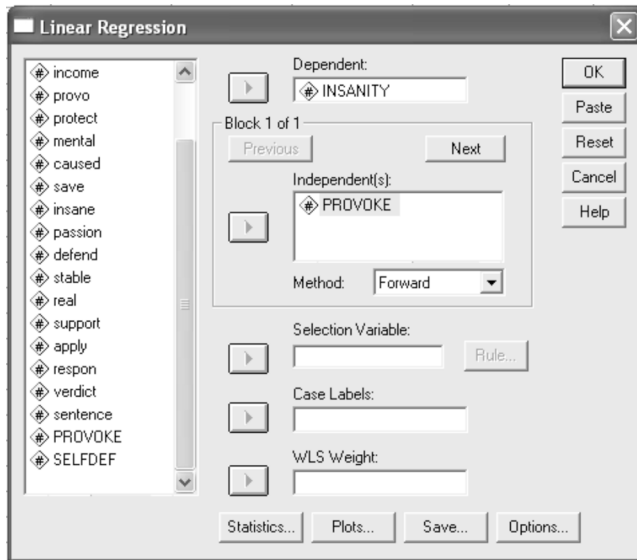 Linear Regression
income
provo
protect
mental
caused
save
insane
passion
defend
stable
real
support
apply
respon
verdict
sentence
PROVOKE
SELFDEF
Dependent:
INSANITY
Block 1 of 1
Previous
Next
Independent(s):
PROVOKE
Method: Forward
Selection Variable:
Rule...
Case Labels:
WLS Weight:
Statistics... Plots... Save... Options...
OK
Paste
Reset
Cancel
Help